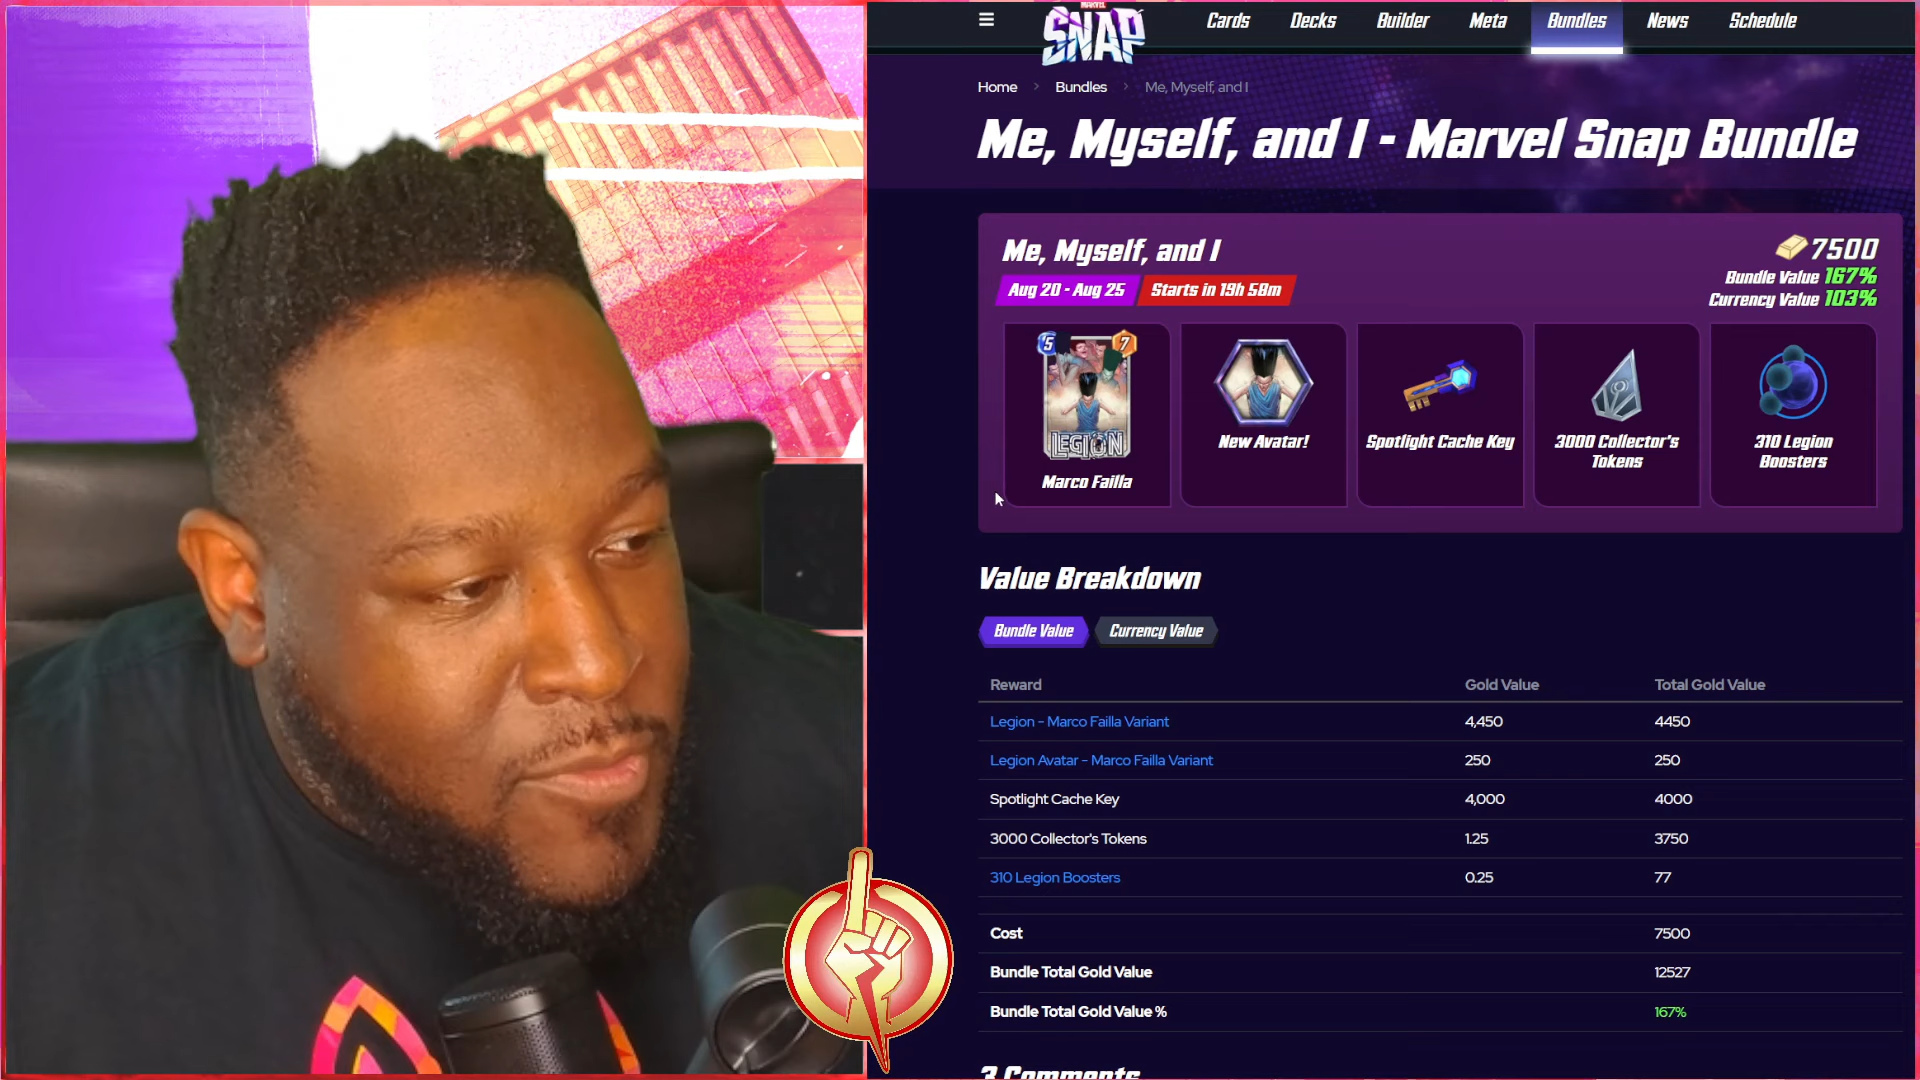 MARVEL
SNAP
Cards
Decks
Builder
Meta
Bundles
News
Schedule
Home
Bundles
Me, Myself, and I
Me, Myself, and I - Marvel Snap Bundle
Me, Myself, and I
7500
Aug 20 - Aug 25
Starts in 19h 58m
Bundle Value 167%
Currency Value 103%
5
7
LEGION
Marco Failla
New Avatar!
Spotlight Cache Key
3000 Collector's
Tokens
310 Legion
Boosters
Value Breakdown
Bundle Value
Currency Value
Reward
Gold Value
Total Gold Value
Legion - Marco Failla Variant
4,450
4450
Legion Avatar - Marco Failla Variant
250
250
Spotlight Cache Key
4,000
4000
3000 Collector's Tokens
1.25
3750
310 Legion Boosters
0.25
77
Cost
7500
Bundle Total Gold Value
12527
Bundle Total Gold Value %
167%
3 Comments